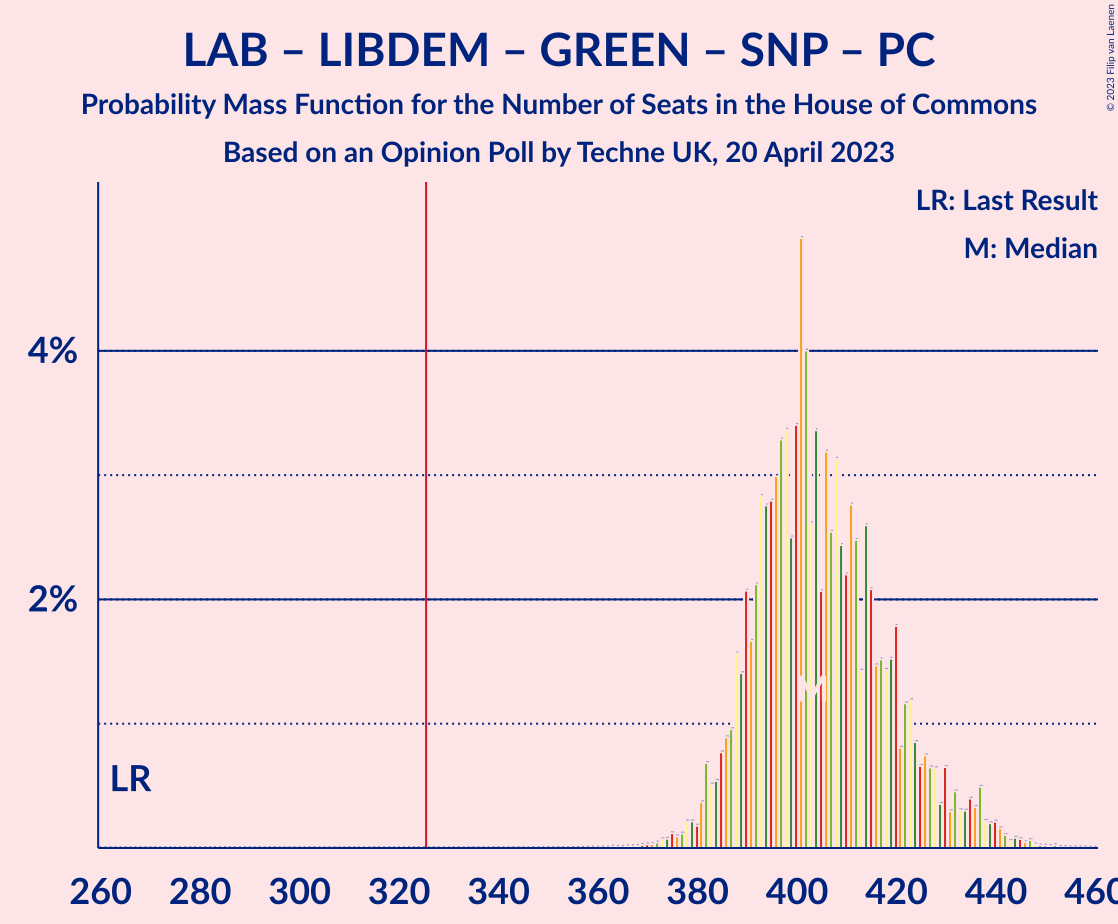 LAB – LIBDEM – GREEN – SNP – PC
Probability Mass Function for the Number of Seats in the House of Commons
Based on an Opinion Poll by Techne UK, 20 April 2023
© 2023 Filip van Laenen
LR: Last Result
M: Median
4%
2%
M
LR
260 280 300 320 340 360 380 400 420 440 460